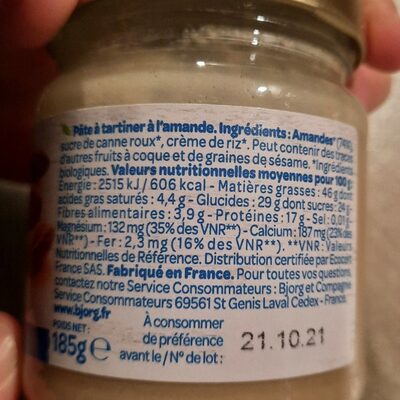 Pâte à tartiner à l'amande. Ingrédients : Amandes*
sucre de canne roux*, crème de riz*. Peut contenir des traces
d'autres fruits à coque et de graines de sésame. *Ingrédients
biologiques. Valeurs nutritionnelles moyennes pour 100 g :
Énergie : 2515 kJ / 606 kcal - Matières grasses : 46 g dont
acides gras saturés : 4,4 g - Glucides : 29 g dont sucres :
Fibres alimentaires : 3,9 g - Protéines : 17 g - Sel :
Magnésium : 132 mg (35% des VNR**) - Calcium : 187 mg (23% des
VNR**) - Fer : 2,3 mg (16% des VNR**). **VNR : Valeurs
Nutritionnelles de Référence. Distribution certifiée par Ecocert
France SAS. Fabriqué en France. Pour toutes vos questions,
contactez notre Service Consommateurs : Bjorg et Compagnie
Service Consommateurs 69561 St Genis Laval Cedex - France.
www.bjorg.fr
POIDS NET :
185g e
À consommer
de préférence
avant le / N° de lot :
21.10.21